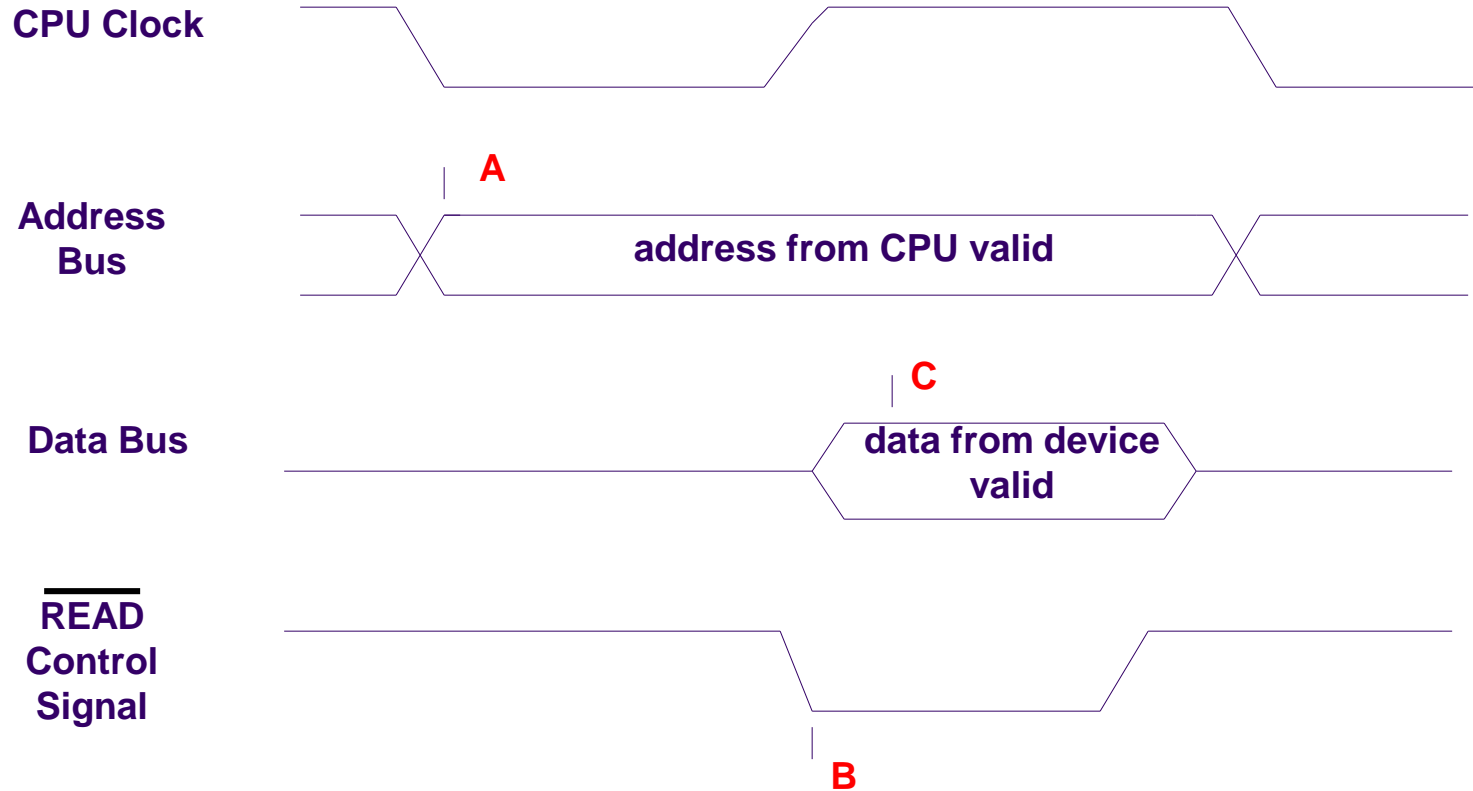 CPU Clock
A
Address
Bus
address from CPU valid
C
Data Bus
data from device
valid
READ
Control
Signal
B